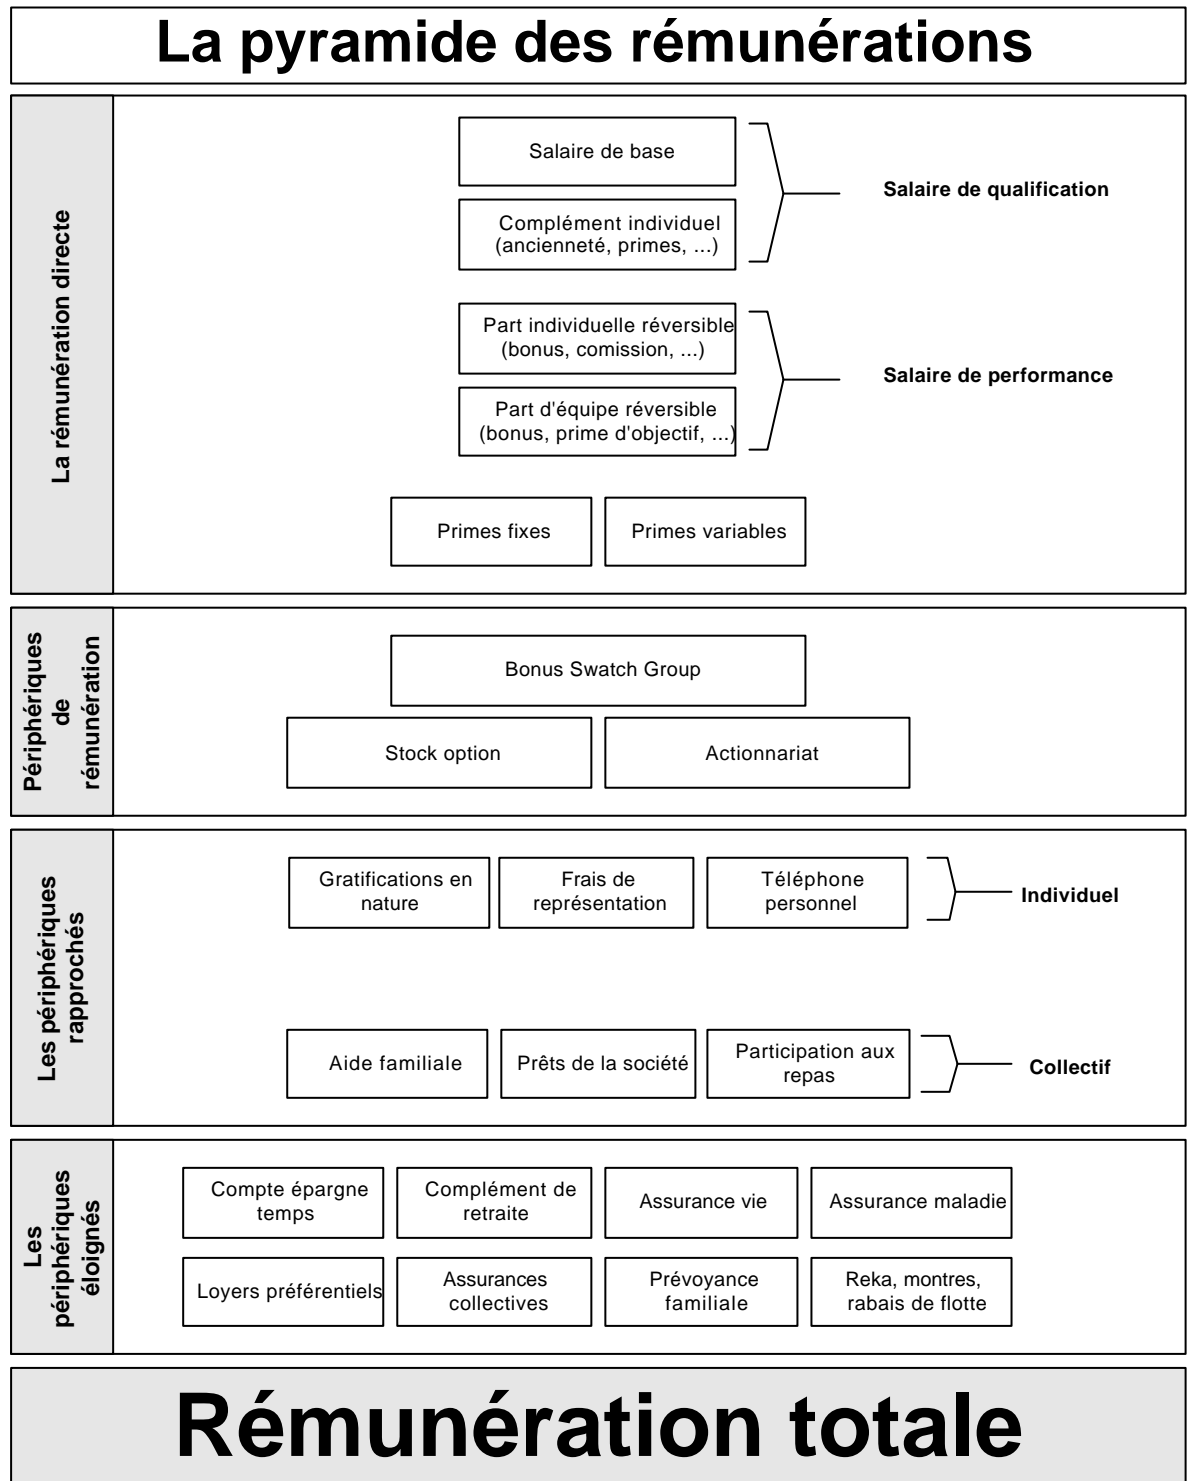 La pyramide des rémunérations
La rémunération directe
Salaire de base
Complément individuel
(ancienneté, primes, ...)
Salaire de qualification
Part individuelle réversible
(bonus, comission, ...)
Part d'équipe réversible
(bonus, prime d'objectif, ...)
Salaire de performance
Primes fixes
Primes variables
Périphériques
de
rémunération
Bonus Swatch Group
Stock option
Actionnariat
Les périphériques
rapprochés
Gratifications en
nature
Frais de
représentation
Téléphone
personnel
Individuel
Aide familiale
Prêts de la société
Participation aux
repas
Collectif
Les
périphériques
éloignés
Compte épargne
temps
Complément de
retraite
Assurance vie
Assurance maladie
Loyers préférentiels
Assurances
collectives
Prévoyance
familiale
Reka, montres,
rabais de flotte
Rémunération totale